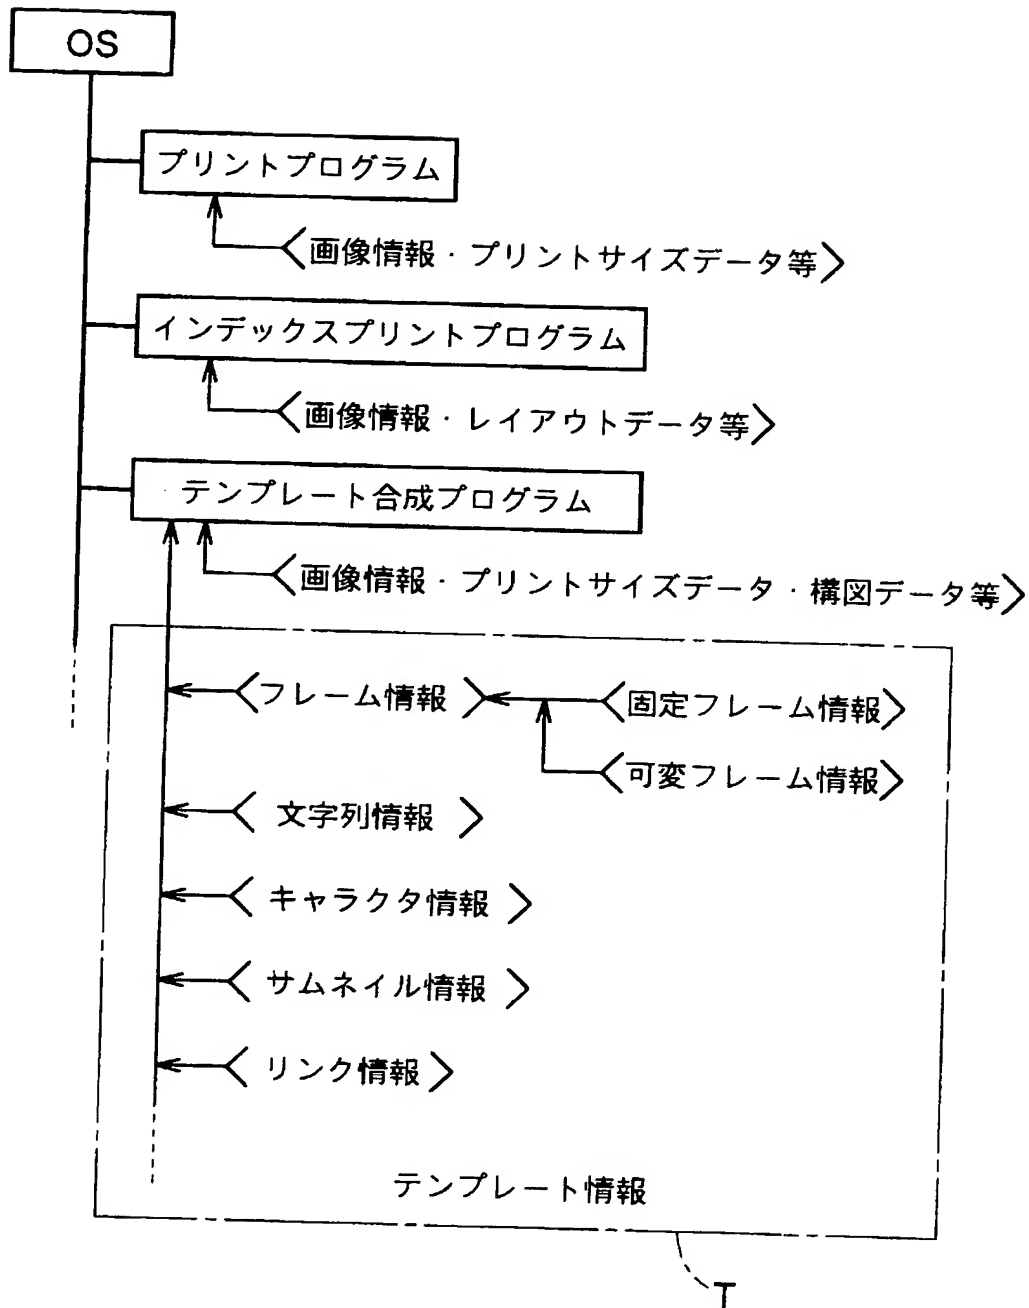 OS
プリントプログラム
画像情報・プリントサイズデータ等
インデックスプリントプログラム
画像情報・レイアウトデータ等
テンプレート合成プログラム
画像情報・プリントサイズデータ・構図データ等
フレーム情報
固定フレーム情報
可変フレーム情報
文字列情報
キャラクタ情報
サムネイル情報
リンク情報
テンプレート情報
T